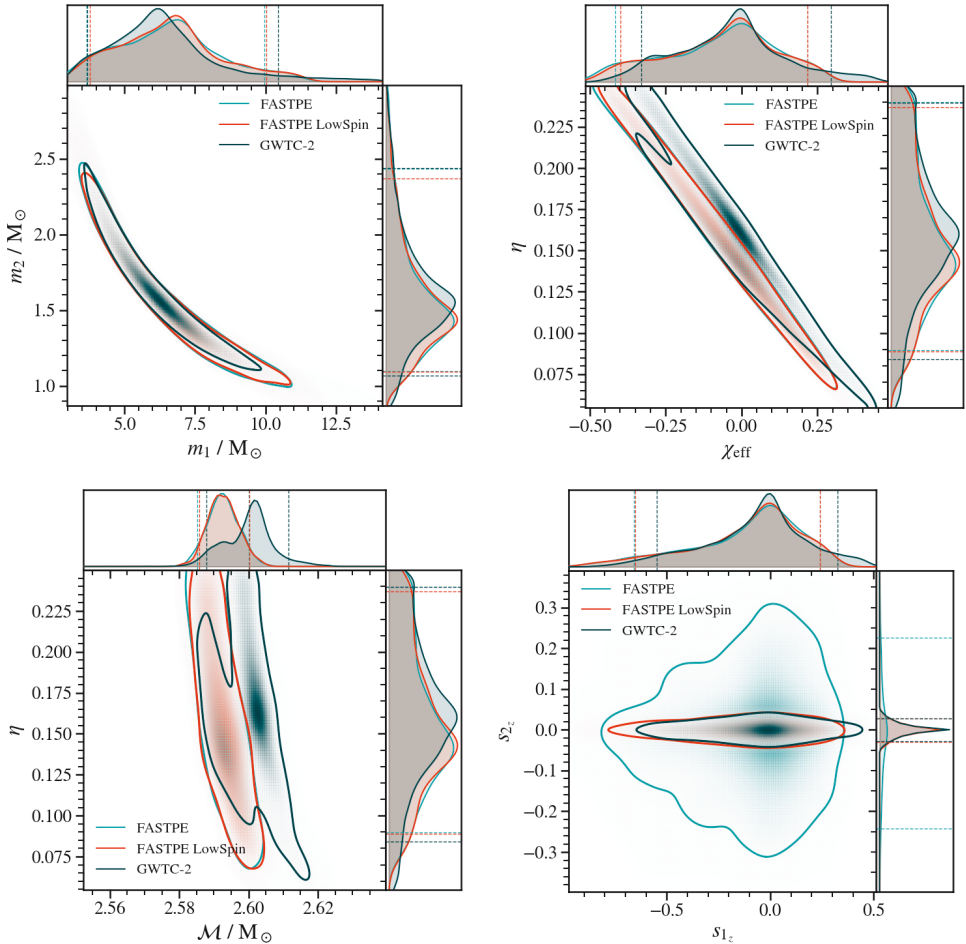 FASTPE
FASTPE LowSpin
GWTC-2
m₂ / M⊙
2.5
2.0
1.5
1.0
5.0 7.5 10.0 12.5
m₁ / M⊙
FASTPE
FASTPE LowSpin
GWTC-2
η
0.225
0.200
0.175
0.150
0.125
0.100
0.075
−0.50 −0.25 0.00 0.25
χeff
η
0.225
0.200
0.175
0.150
0.125
0.100
0.075
FASTPE
FASTPE LowSpin
GWTC-2
2.56 2.58 2.60 2.62
ℳ / M⊙
FASTPE
FASTPE LowSpin
GWTC-2
s₂z
0.3
0.2
0.1
0.0
−0.1
−0.2
−0.3
−0.5 0.0 0.5
s₁z